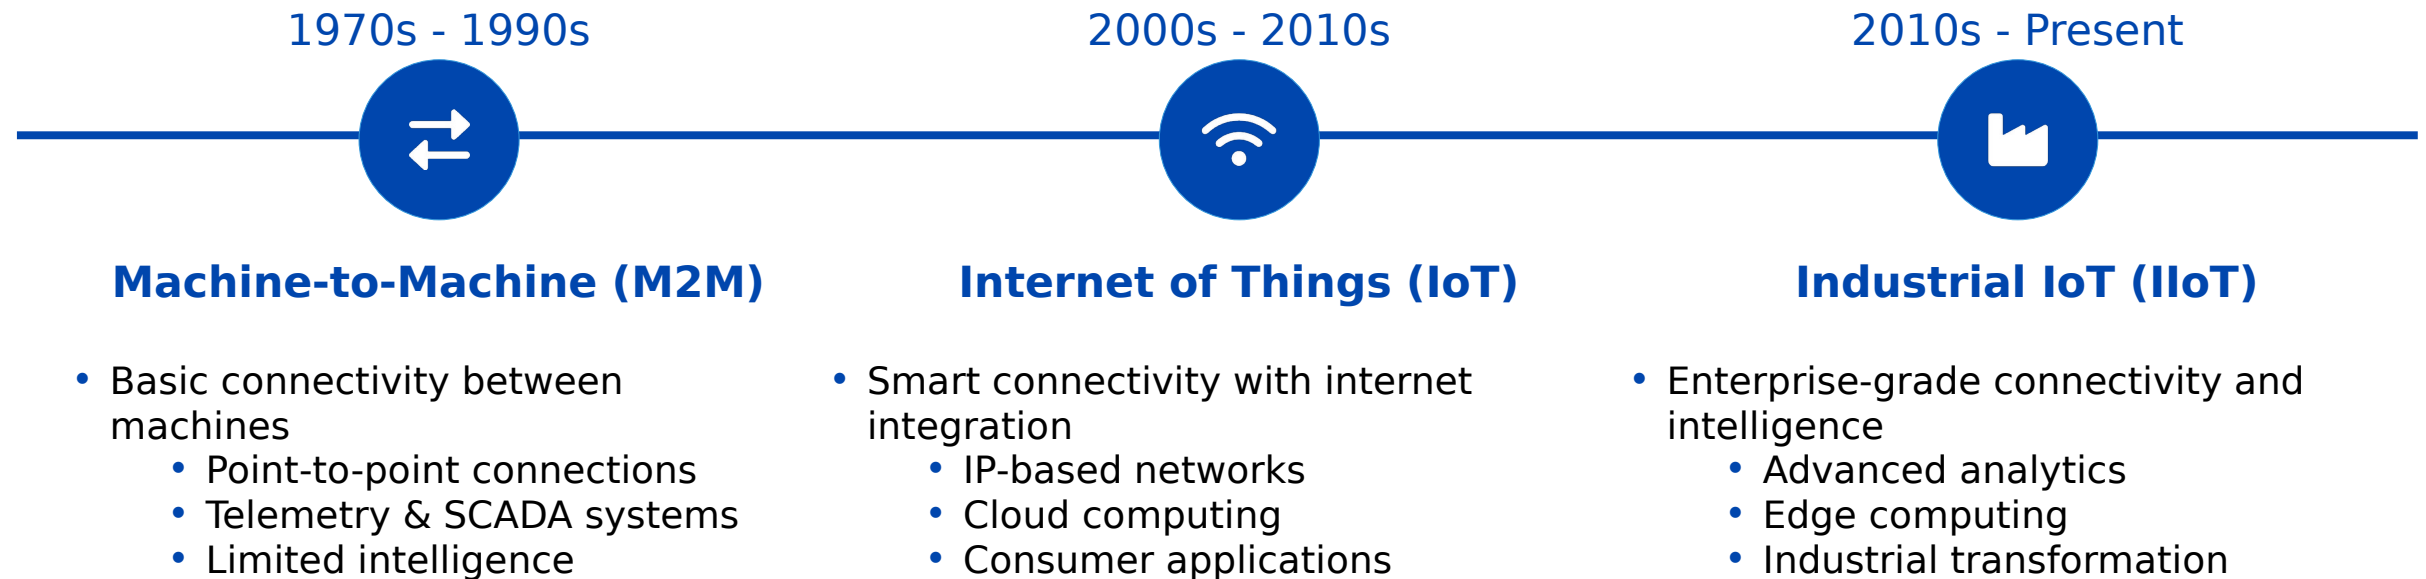 1970s - 1990s
2000s - 2010s
2010s - Present
Machine-to-Machine (M2M)
Internet of Things (IoT)
Industrial IoT (IIoT)
• Basic connectivity between
machines
• Point-to-point connections
• Telemetry & SCADA systems
• Limited intelligence
• Smart connectivity with internet
integration
• IP-based networks
• Cloud computing
• Consumer applications
• Enterprise-grade connectivity and
intelligence
• Advanced analytics
• Edge computing
• Industrial transformation